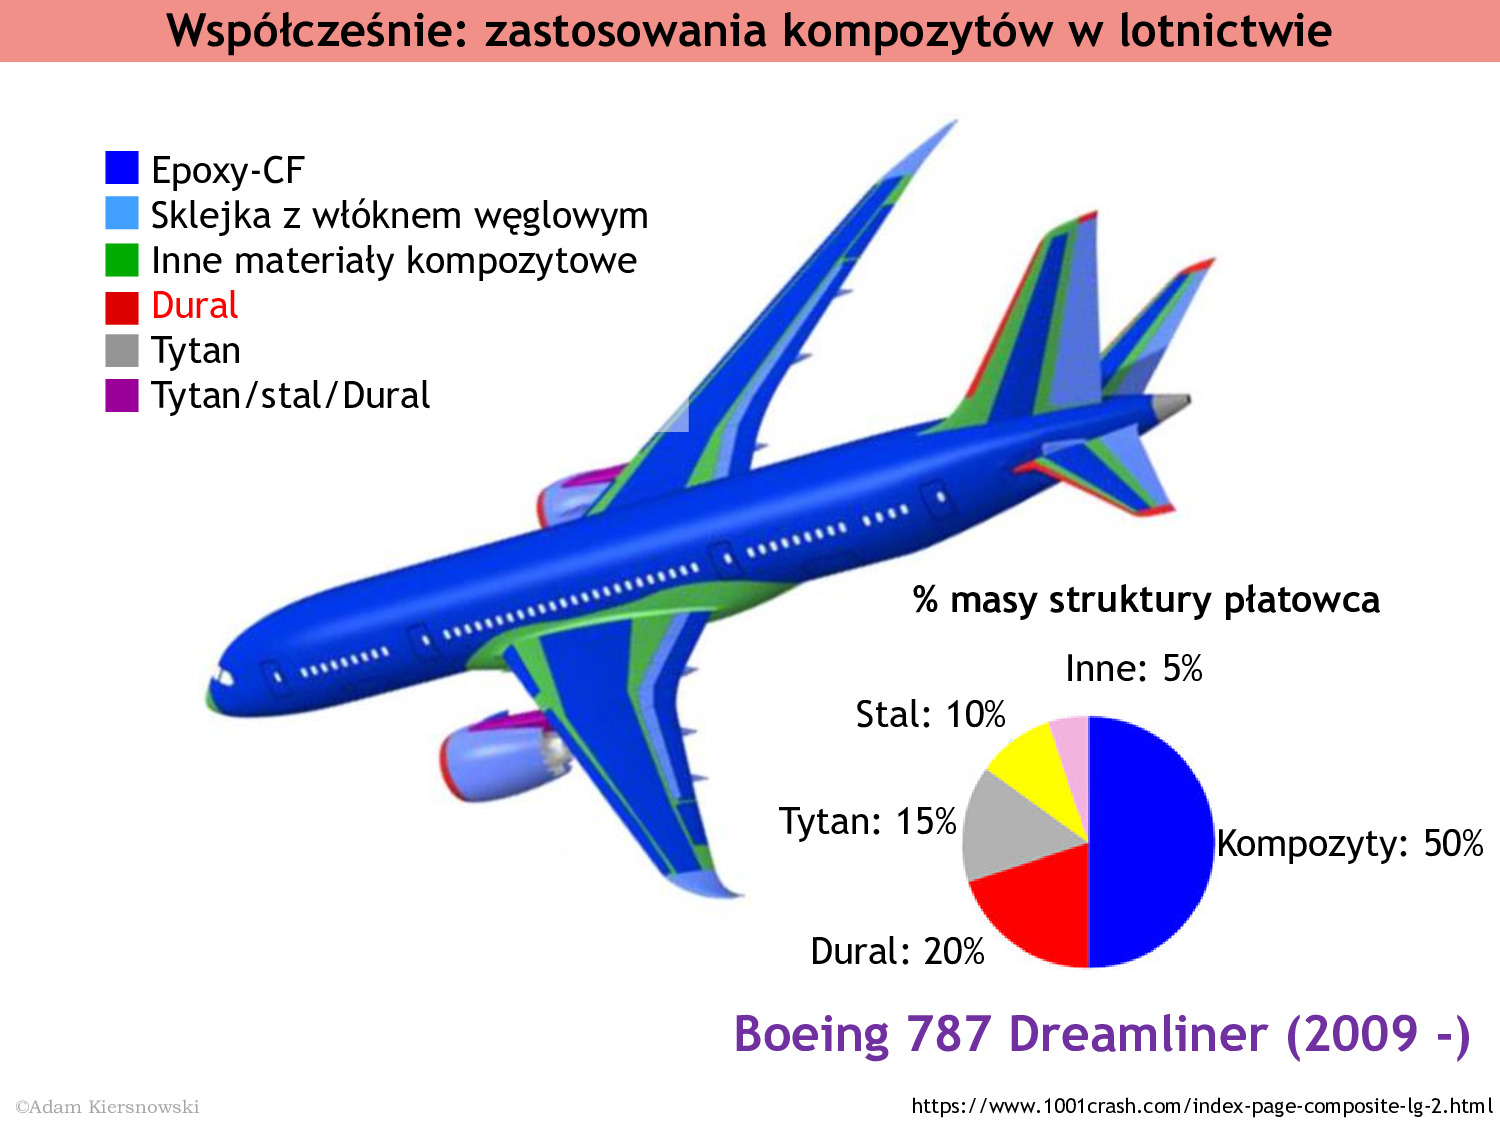 Współcześnie: zastosowania kompozytów w lotnictwie
Epoxy-CF
Sklejka z włóknem węglowym
Inne materiały kompozytowe
Dural
Tytan
Tytan/stal/Dural
% masy struktury płatowca
Inne: 5%
Stal: 10%
Tytan: 15%
Kompozyty: 50%
Dural: 20%
Boeing 787 Dreamliner (2009 -)
©Adam Kiersnowski
https://www.1001crash.com/index-page-composite-lg-2.html